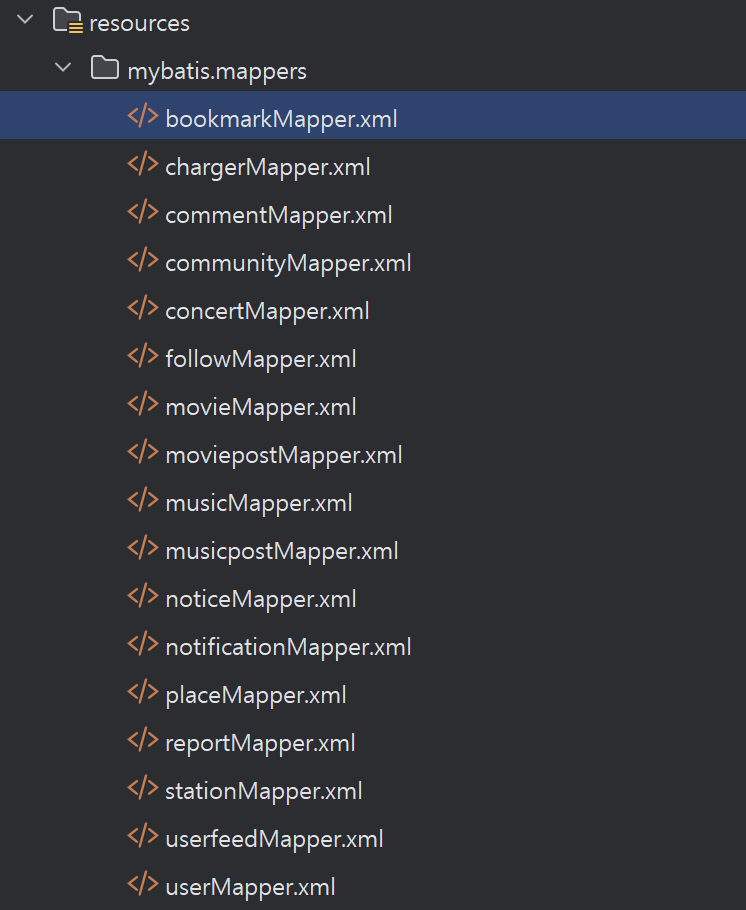 resources
mybatis.mappers
bookmarkMapper.xml
chargerMapper.xml
commentMapper.xml
communityMapper.xml
concertMapper.xml
followMapper.xml
movieMapper.xml
moviepostMapper.xml
musicMapper.xml
musicpostMapper.xml
noticeMapper.xml
notificationMapper.xml
placeMapper.xml
reportMapper.xml
stationMapper.xml
userfeedMapper.xml
userMapper.xml